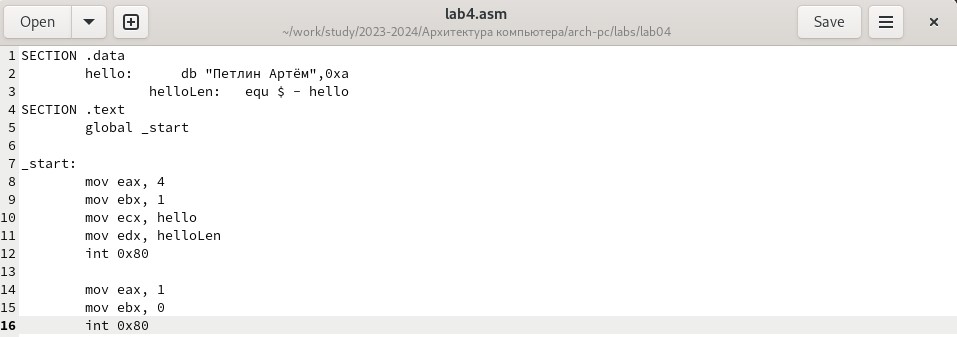 Open
lab4.asm
~/work/study/2023-2024/Архитектура компьютера/arch-pc/labs/lab04
Save
1 SECTION .data
2 hello: db "Петлин Артём",0xa
3 helloLen: equ $ - hello
4 SECTION .text
5 global _start
6
7 _start:
8 mov eax, 4
9 mov ebx, 1
10 mov ecx, hello
11 mov edx, helloLen
12 int 0x80
13
14 mov eax, 1
15 mov ebx, 0
16 int 0x80